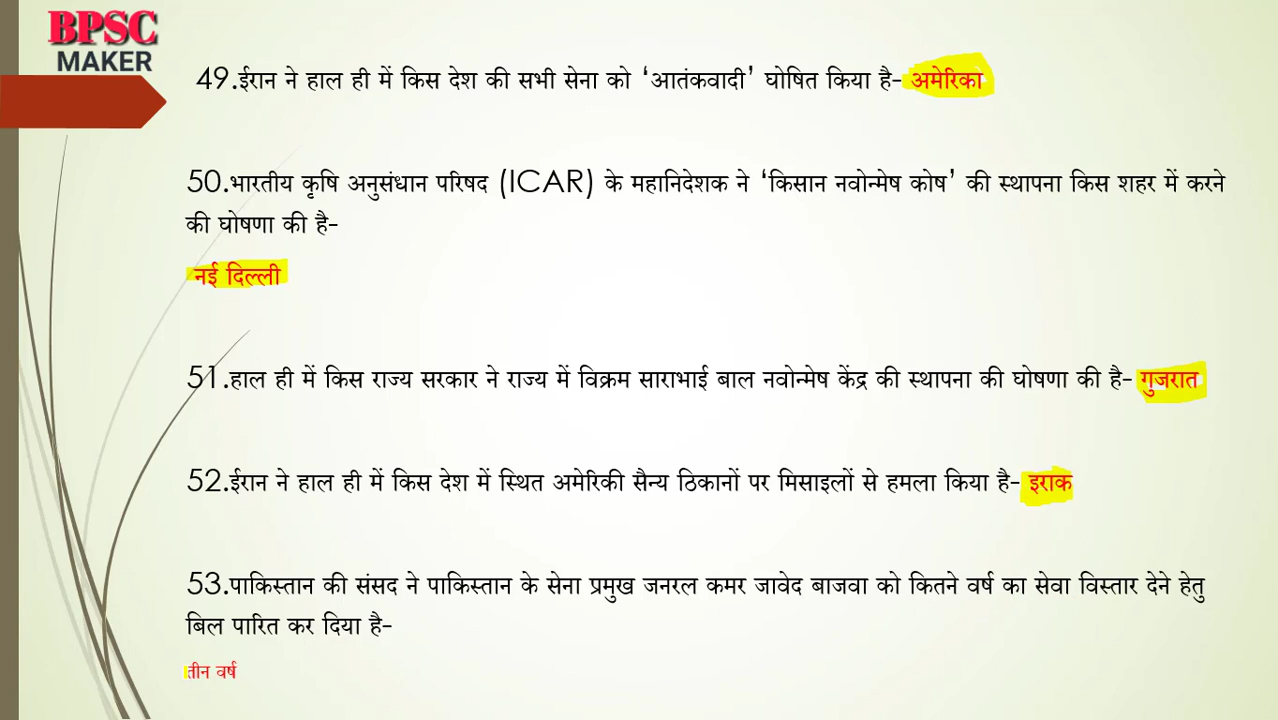 BPSC
MAKER
49.ईरान ने हाल ही में किस देश की सभी सेना को ‘आतंकवादी’ घोषित किया है- अमेरिका
50.भारतीय कृषि अनुसंधान परिषद (ICAR) के महानिदेशक ने ‘किसान नवोन्मेष कोष’ की स्थापना किस शहर में करने
की घोषणा की है-
नई दिल्ली
51.हाल ही में किस राज्य सरकार ने राज्य में विक्रम साराभाई बाल नवोन्मेष केंद्र की स्थापना की घोषणा की है- गुजरात
52.ईरान ने हाल ही में किस देश में स्थित अमेरिकी सैन्य ठिकानों पर मिसाइलों से हमला किया है- इराक
53.पाकिस्तान की संसद ने पाकिस्तान के सेना प्रमुख जनरल कमर जावेद बाजवा को कितने वर्ष का सेवा विस्तार देने हेतु
बिल पारित कर दिया है-
तीन वर्ष